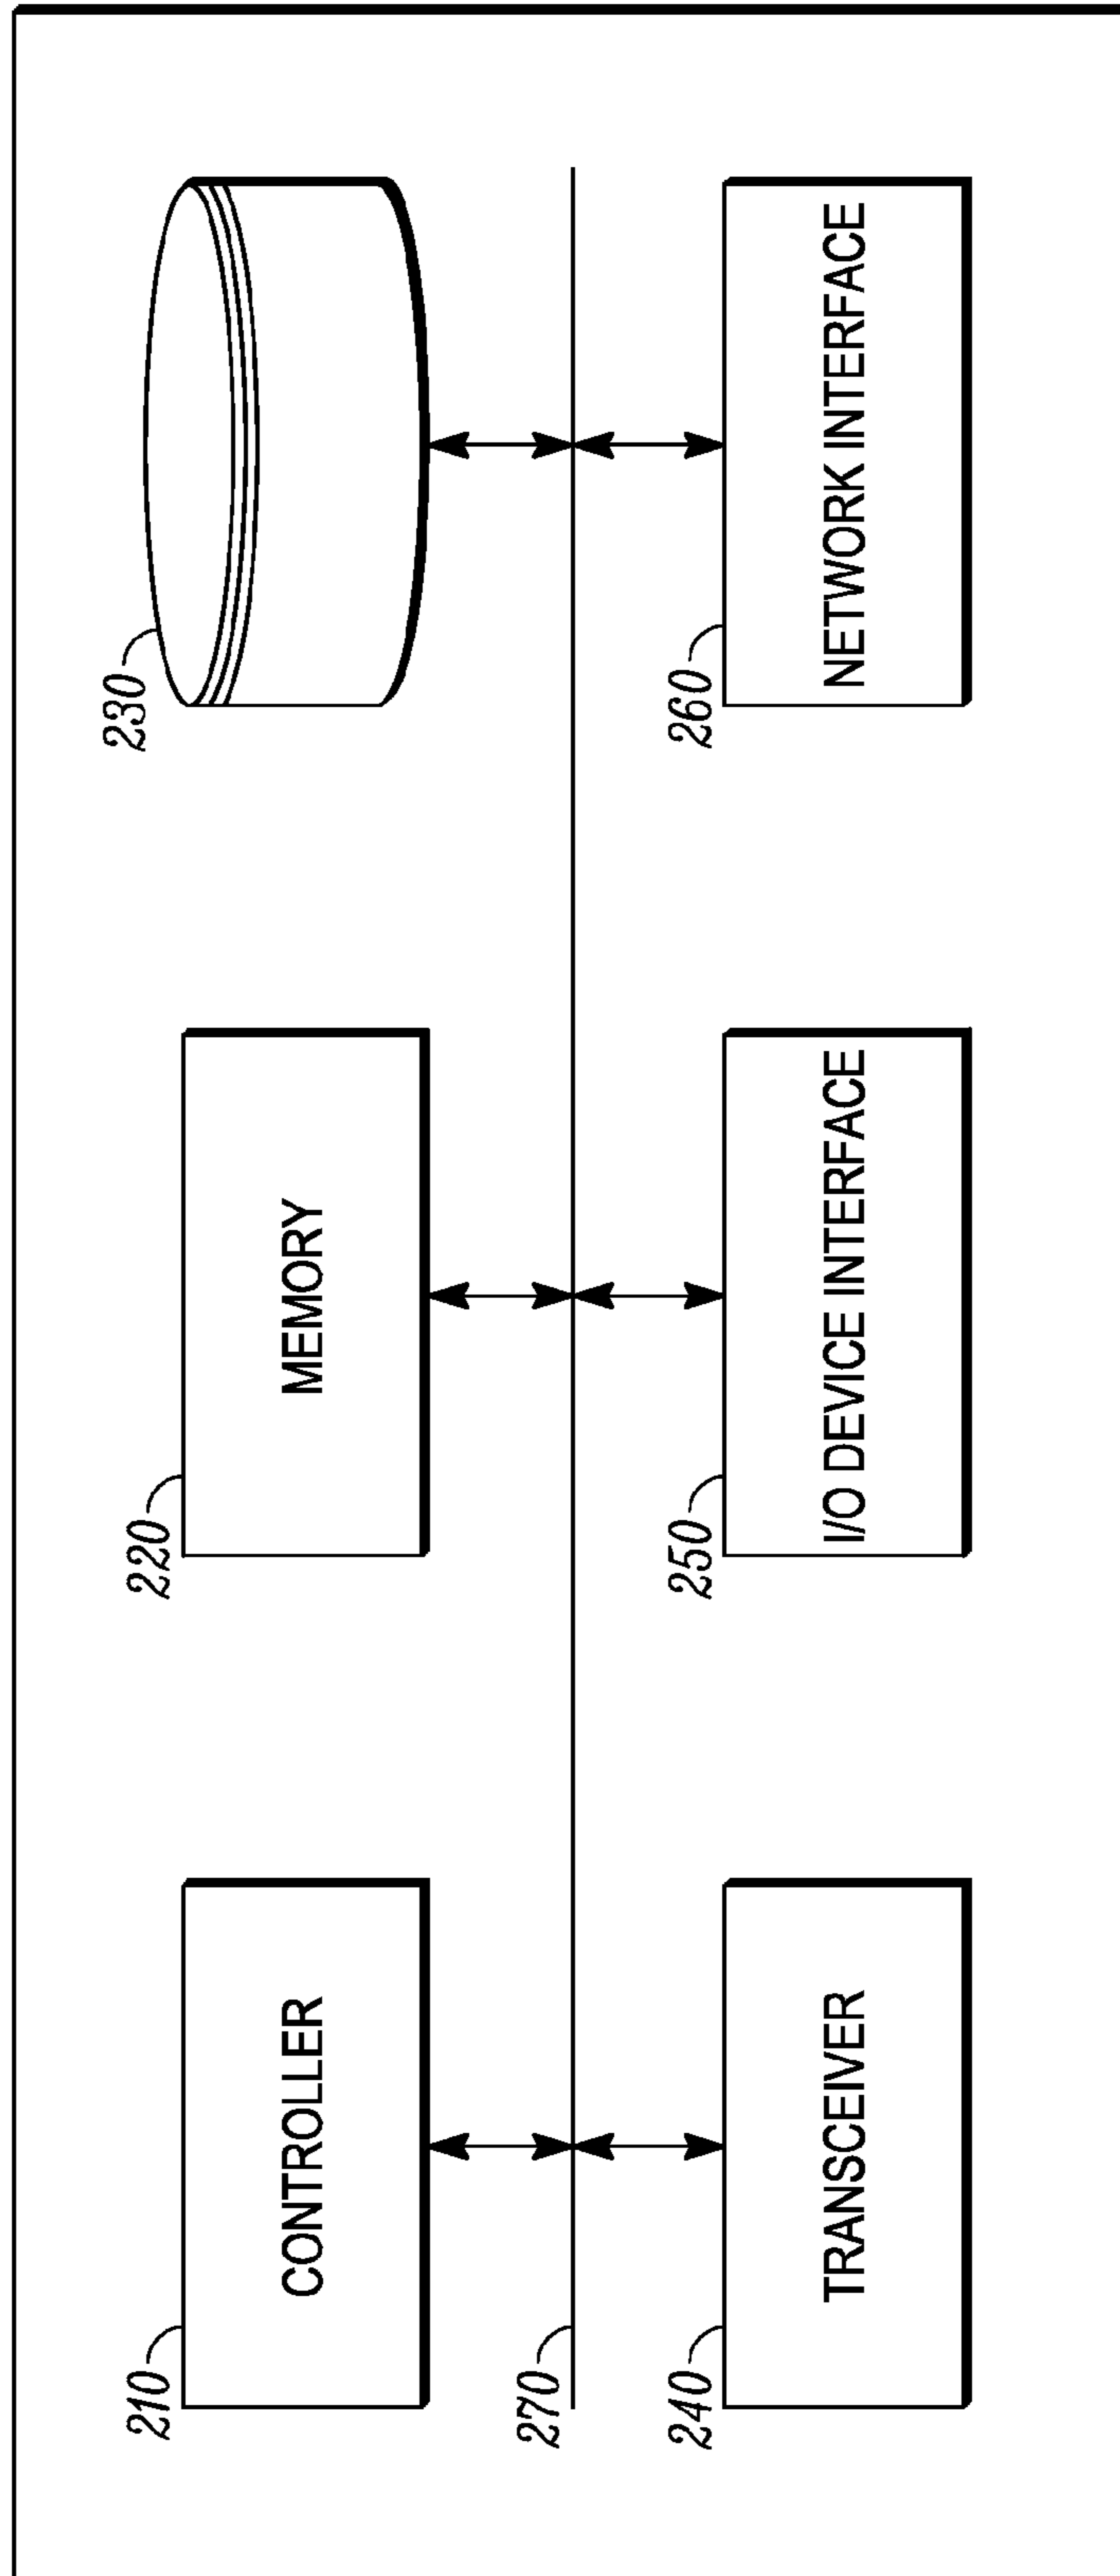 210
CONTROLLER
220
MEMORY
230
270
240
TRANSCEIVER
250
I/O DEVICE INTERFACE
260
NETWORK INTERFACE